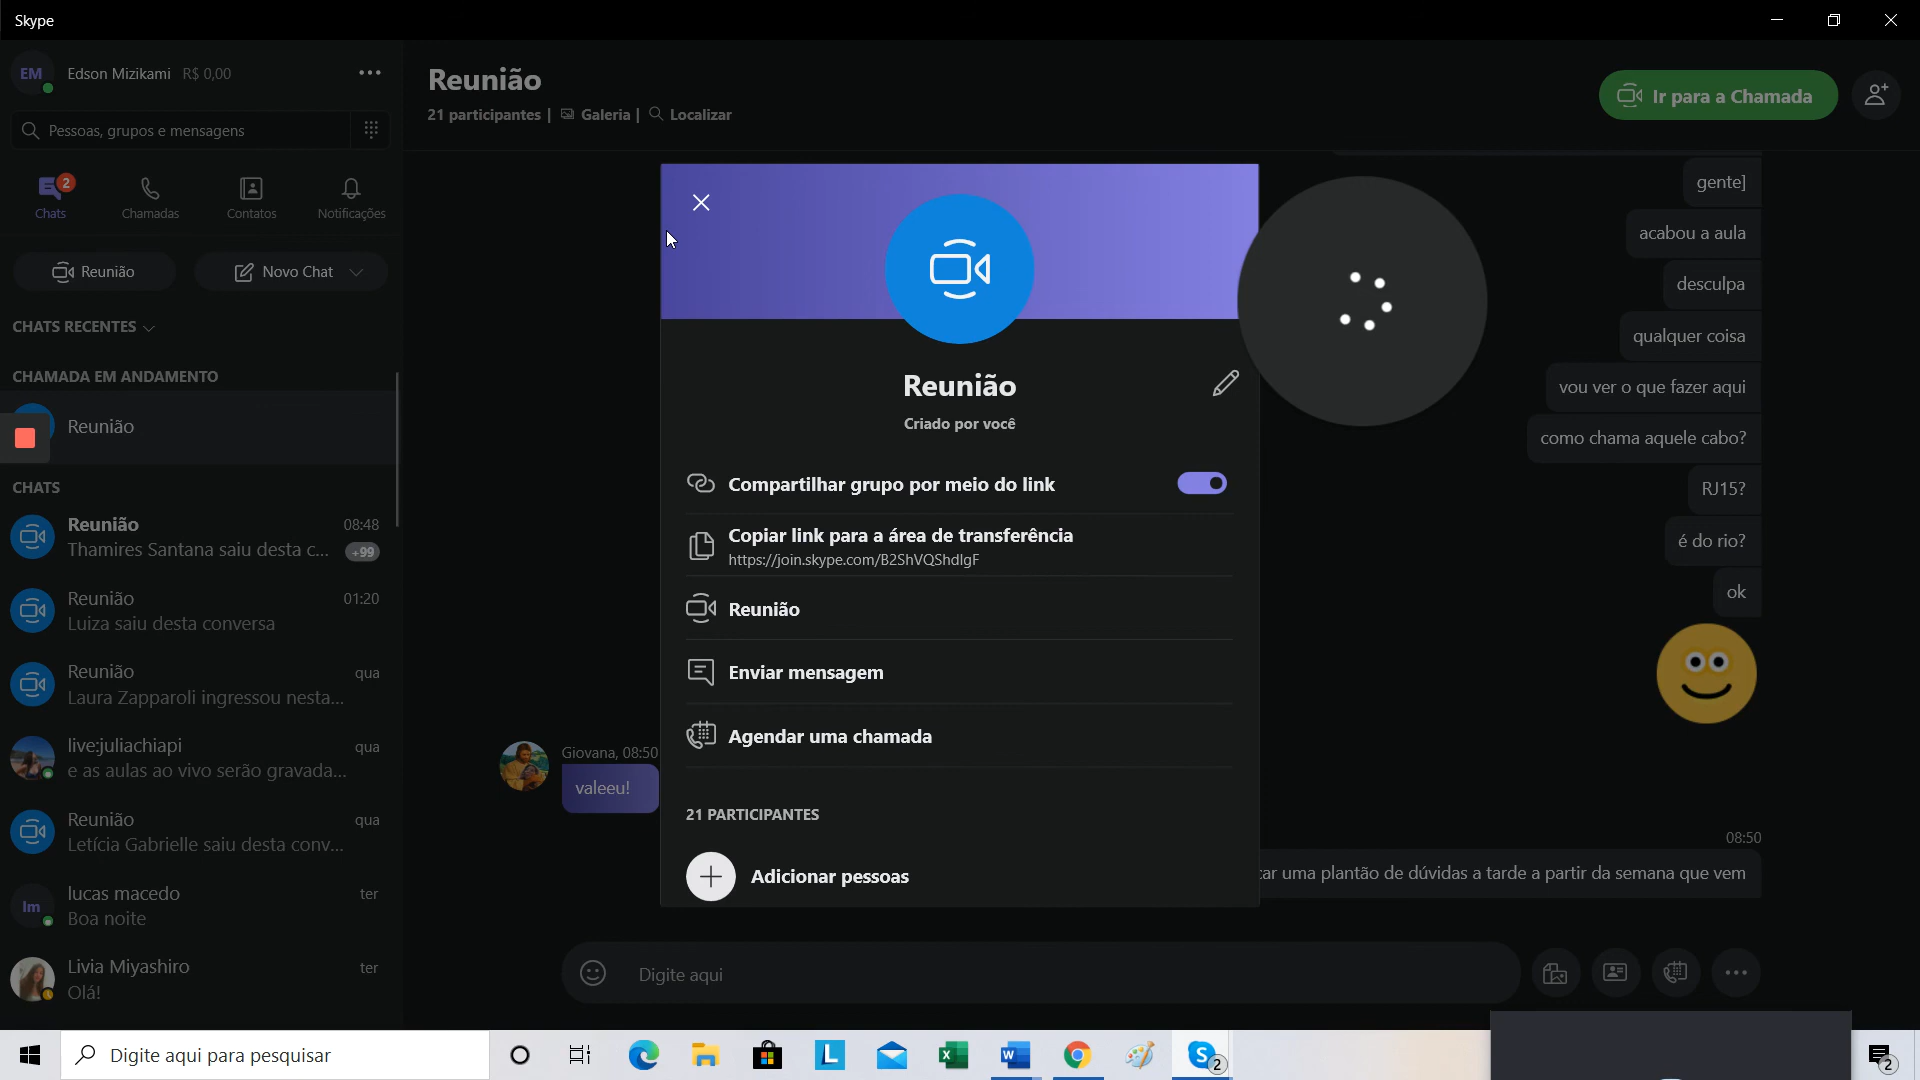 Skype
EM Edson Mizikami R$ 0,00
Pessoas, grupos e mensagens
2
Chats Chamadas Contatos Notificações
Reunião Novo Chat
CHATS RECENTES
CHAMADA EM ANDAMENTO
Reunião
CHATS
Reunião 08:48
Thamires Santana saiu desta c... +99
Reunião 01:20
Luiza saiu desta conversa
Reunião qua
Laura Zapparoli ingressou nesta...
live:juliachiapi qua
e as aulas ao vivo serão gravada...
Reunião qua
Letícia Gabrielle saiu desta conv...
lm lucas macedo ter
Boa noite
Livia Miyashiro ter
Olá!
Reunião
21 participantes | Galeria | Localizar
Ir para a Chamada
Reunião
Criado por você
Compartilhar grupo por meio do link
Copiar link para a área de transferência
https://join.skype.com/B2ShVQShdlgF
Reunião
Enviar mensagem
Agendar uma chamada
21 PARTICIPANTES
Adicionar pessoas
gente]
acabou a aula
desculpa
qualquer coisa
vou ver o que fazer aqui
como chama aquele cabo?
RJ15?
é do rio?
ok
Giovana, 08:50
valeeu!
08:50
uma plantão de dúvidas a tarde a partir da semana que vem
Digite aqui
Digite aqui para pesquisar
L
X
W
S 2
2